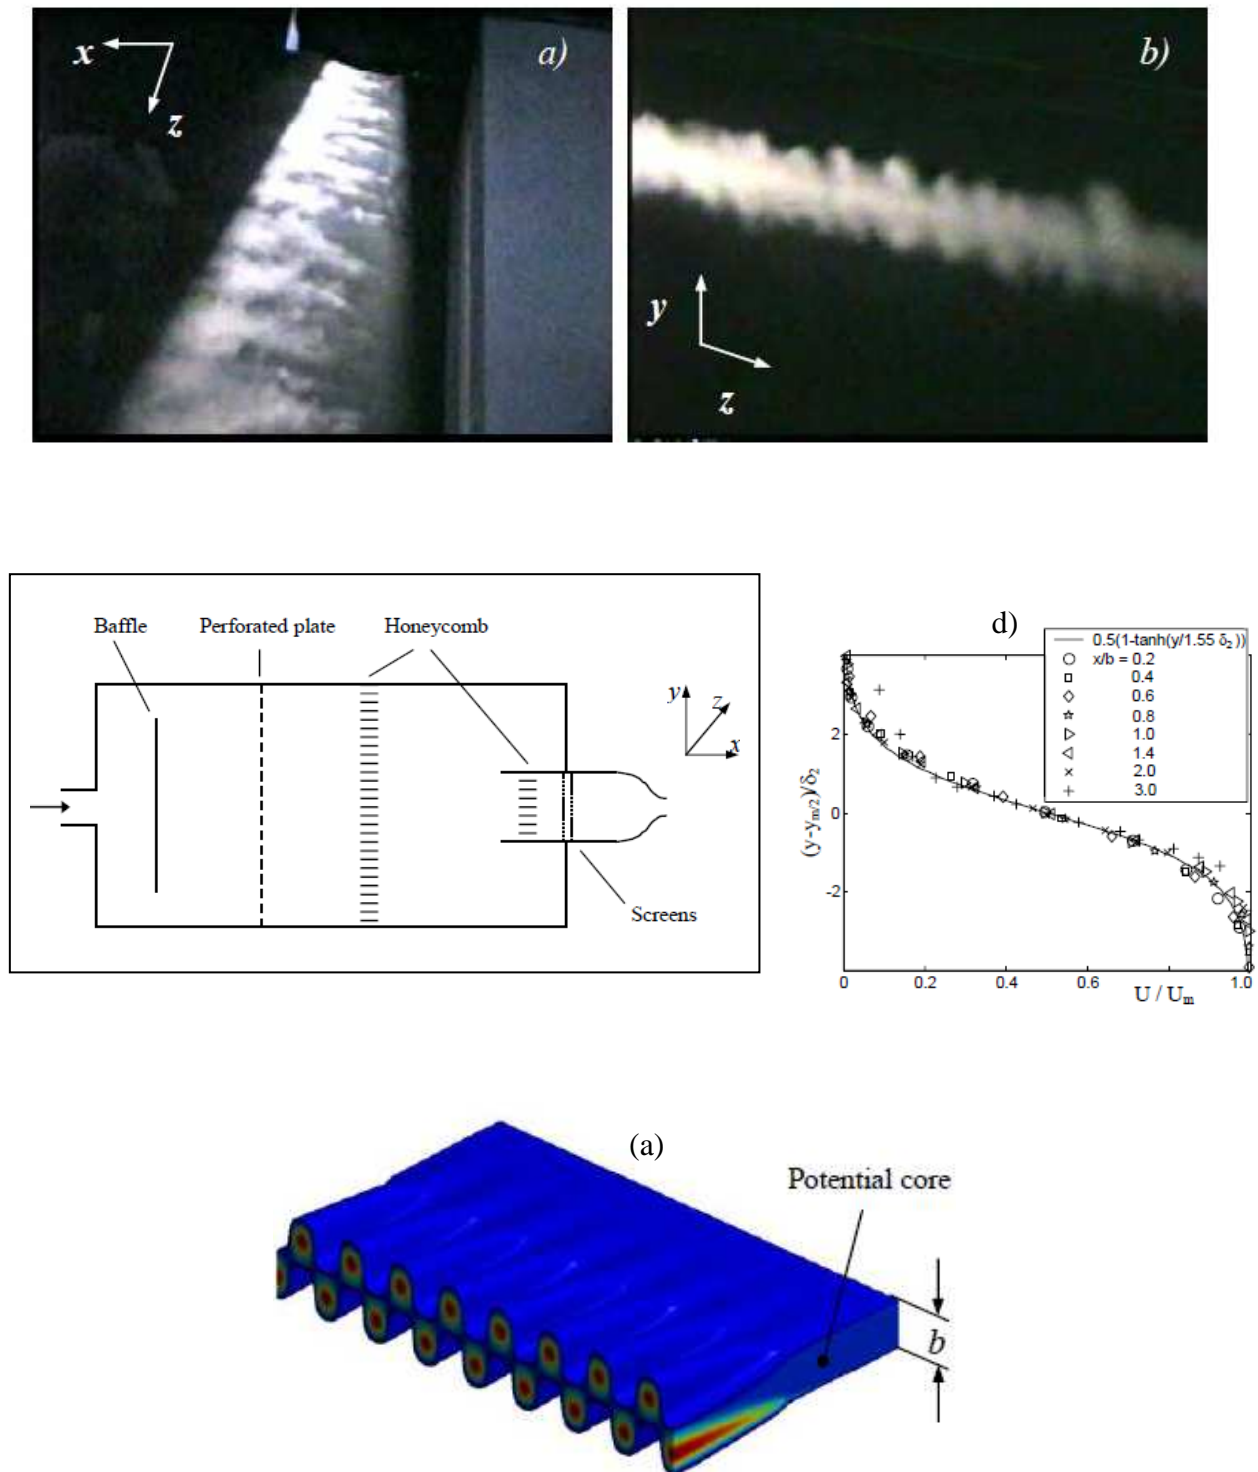 x
z
a)
y
z
b)
Baffle
Perforated plate
Honeycomb
y
z
x
Screens
d)
0.5(1-tanh(y/1.55 δ₂))
x/b = 0.2
0.4
0.6
0.8
1.0
1.4
2.0
3.0
2
0
-2
(y-yₘ/₂)/δ₂
0
0.2
0.4
0.6
0.8
1.0
U / Uₘ
(a)
Potential core
b